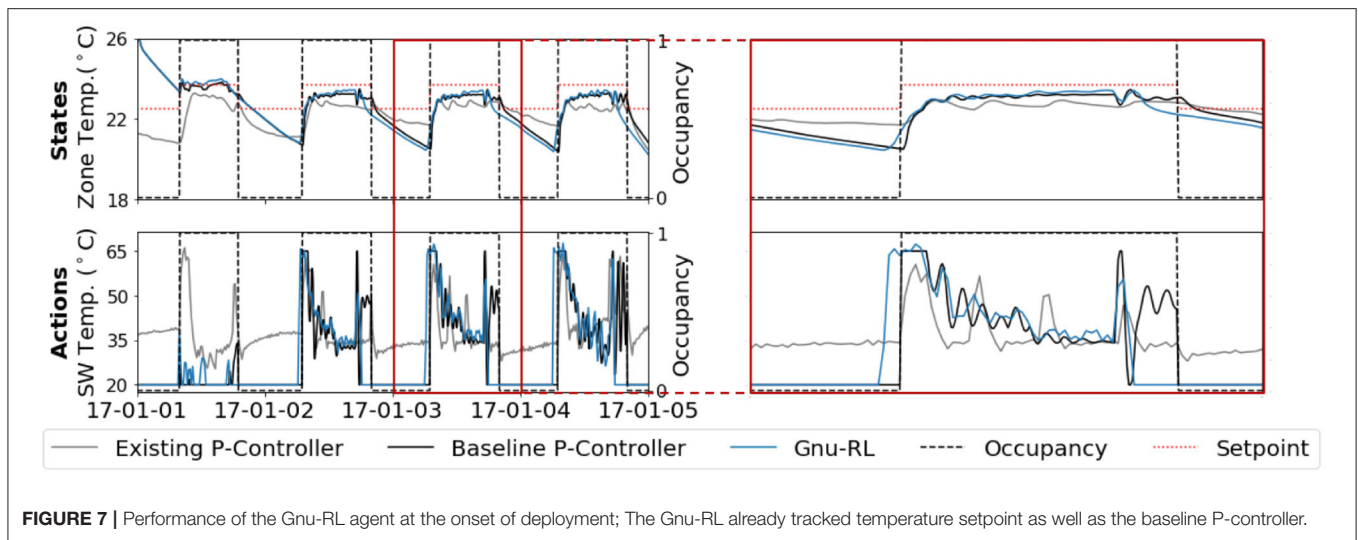 26
22
18
States
Zone Temp.(°C)
1
0
Occupancy
65
50
35
20
Actions
SW Temp. (°C)
1
0
Occupancy
17-01-01 17-01-02 17-01-03 17-01-04 17-01-05
Existing P-Controller Baseline P-Controller Gnu-RL Occupancy Setpoint
FIGURE 7 | Performance of the Gnu-RL agent at the onset of deployment; The Gnu-RL already tracked temperature setpoint as well as the baseline P-controller.